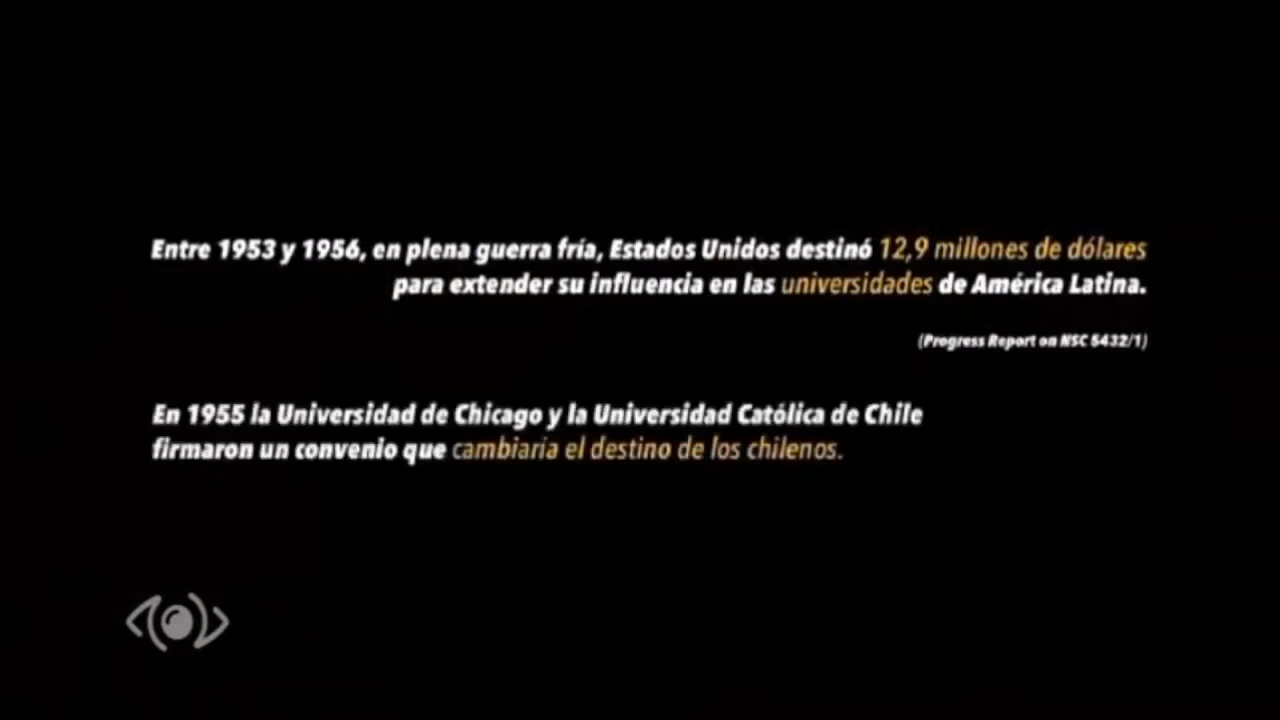 Entre 1953 y 1956, en plena guerra fría, Estados Unidos destinó 12,9 millones de dólares
para extender su influencia en las universidades de América Latina.
(Progress Report on NSC 5432/1)
En 1955 la Universidad de Chicago y la Universidad Católica de Chile
firmaron un convenio que cambiaría el destino de los chilenos.